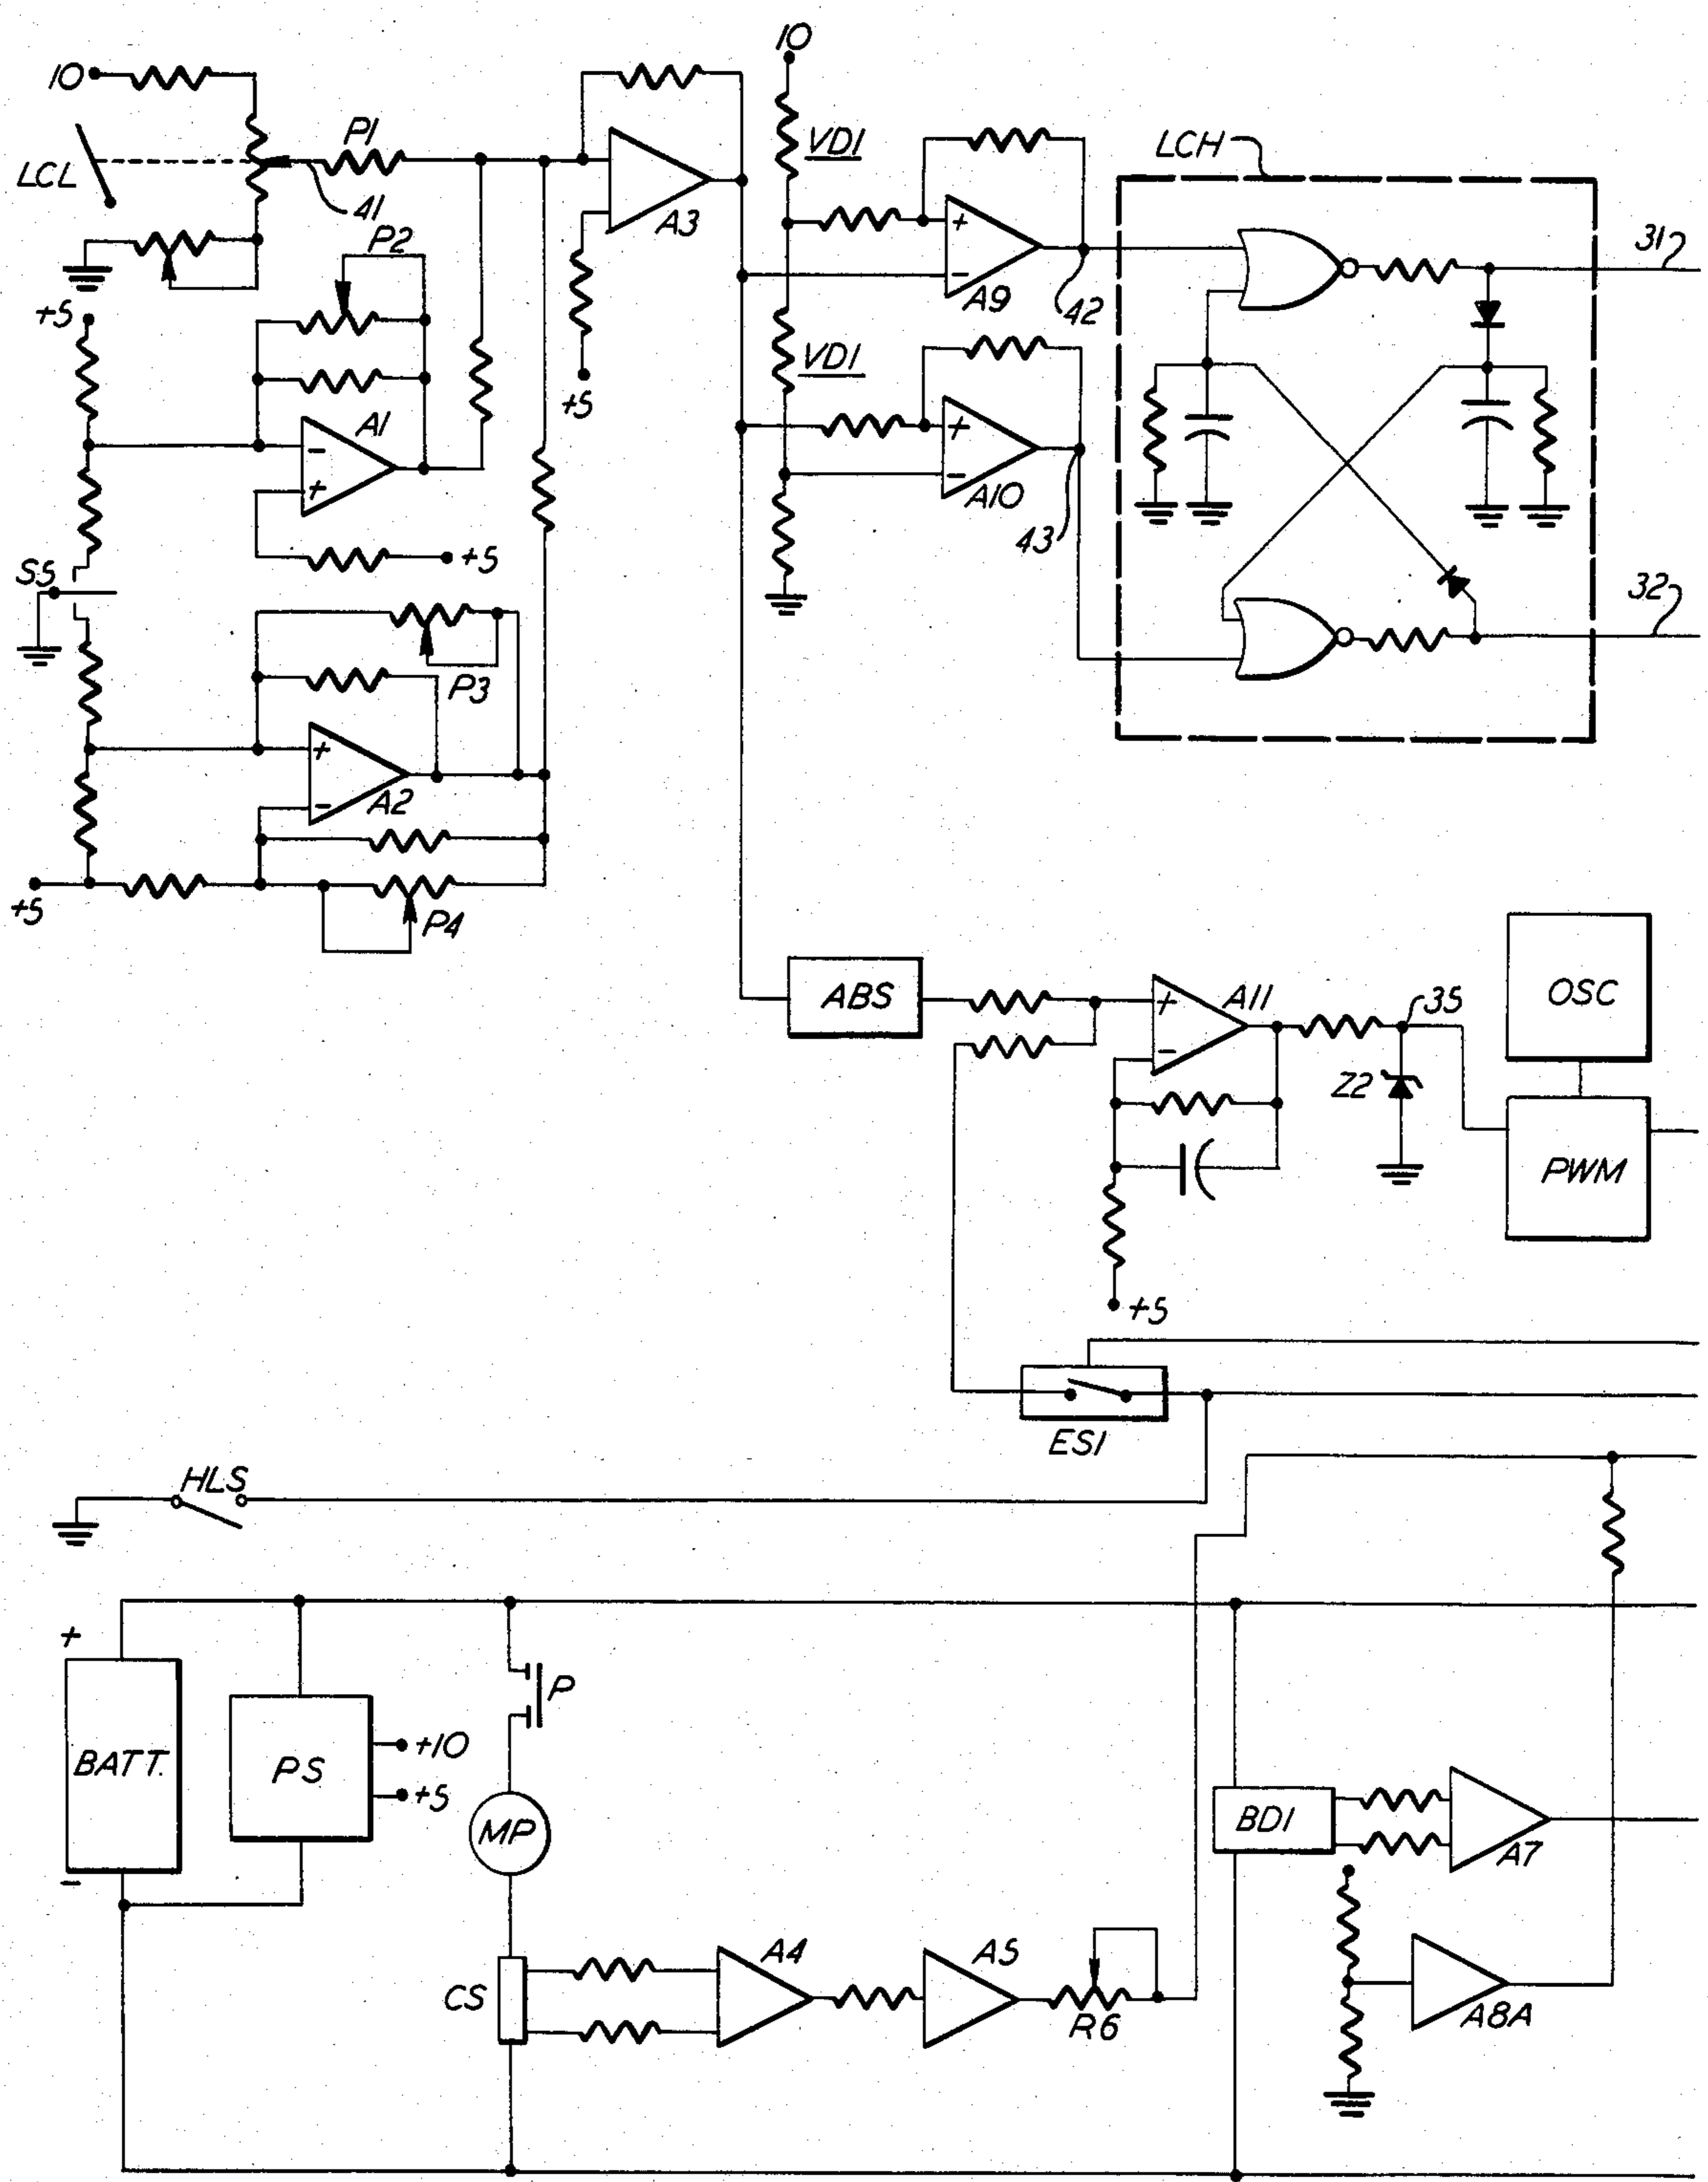 10
10
LCL
P1
41
A3
VD1
A9
42
LCH
31
P2
+5
+5
VD1
A10
43
A1
+5
S5
P3
32
A2
+5
P4
ABS
A11
35
OSC
Z2
PWM
+5
ES1
HLS
+
BATT.
-
PS
+10
+5
P
MP
CS
A4
A5
R6
BDI
A7
A8A